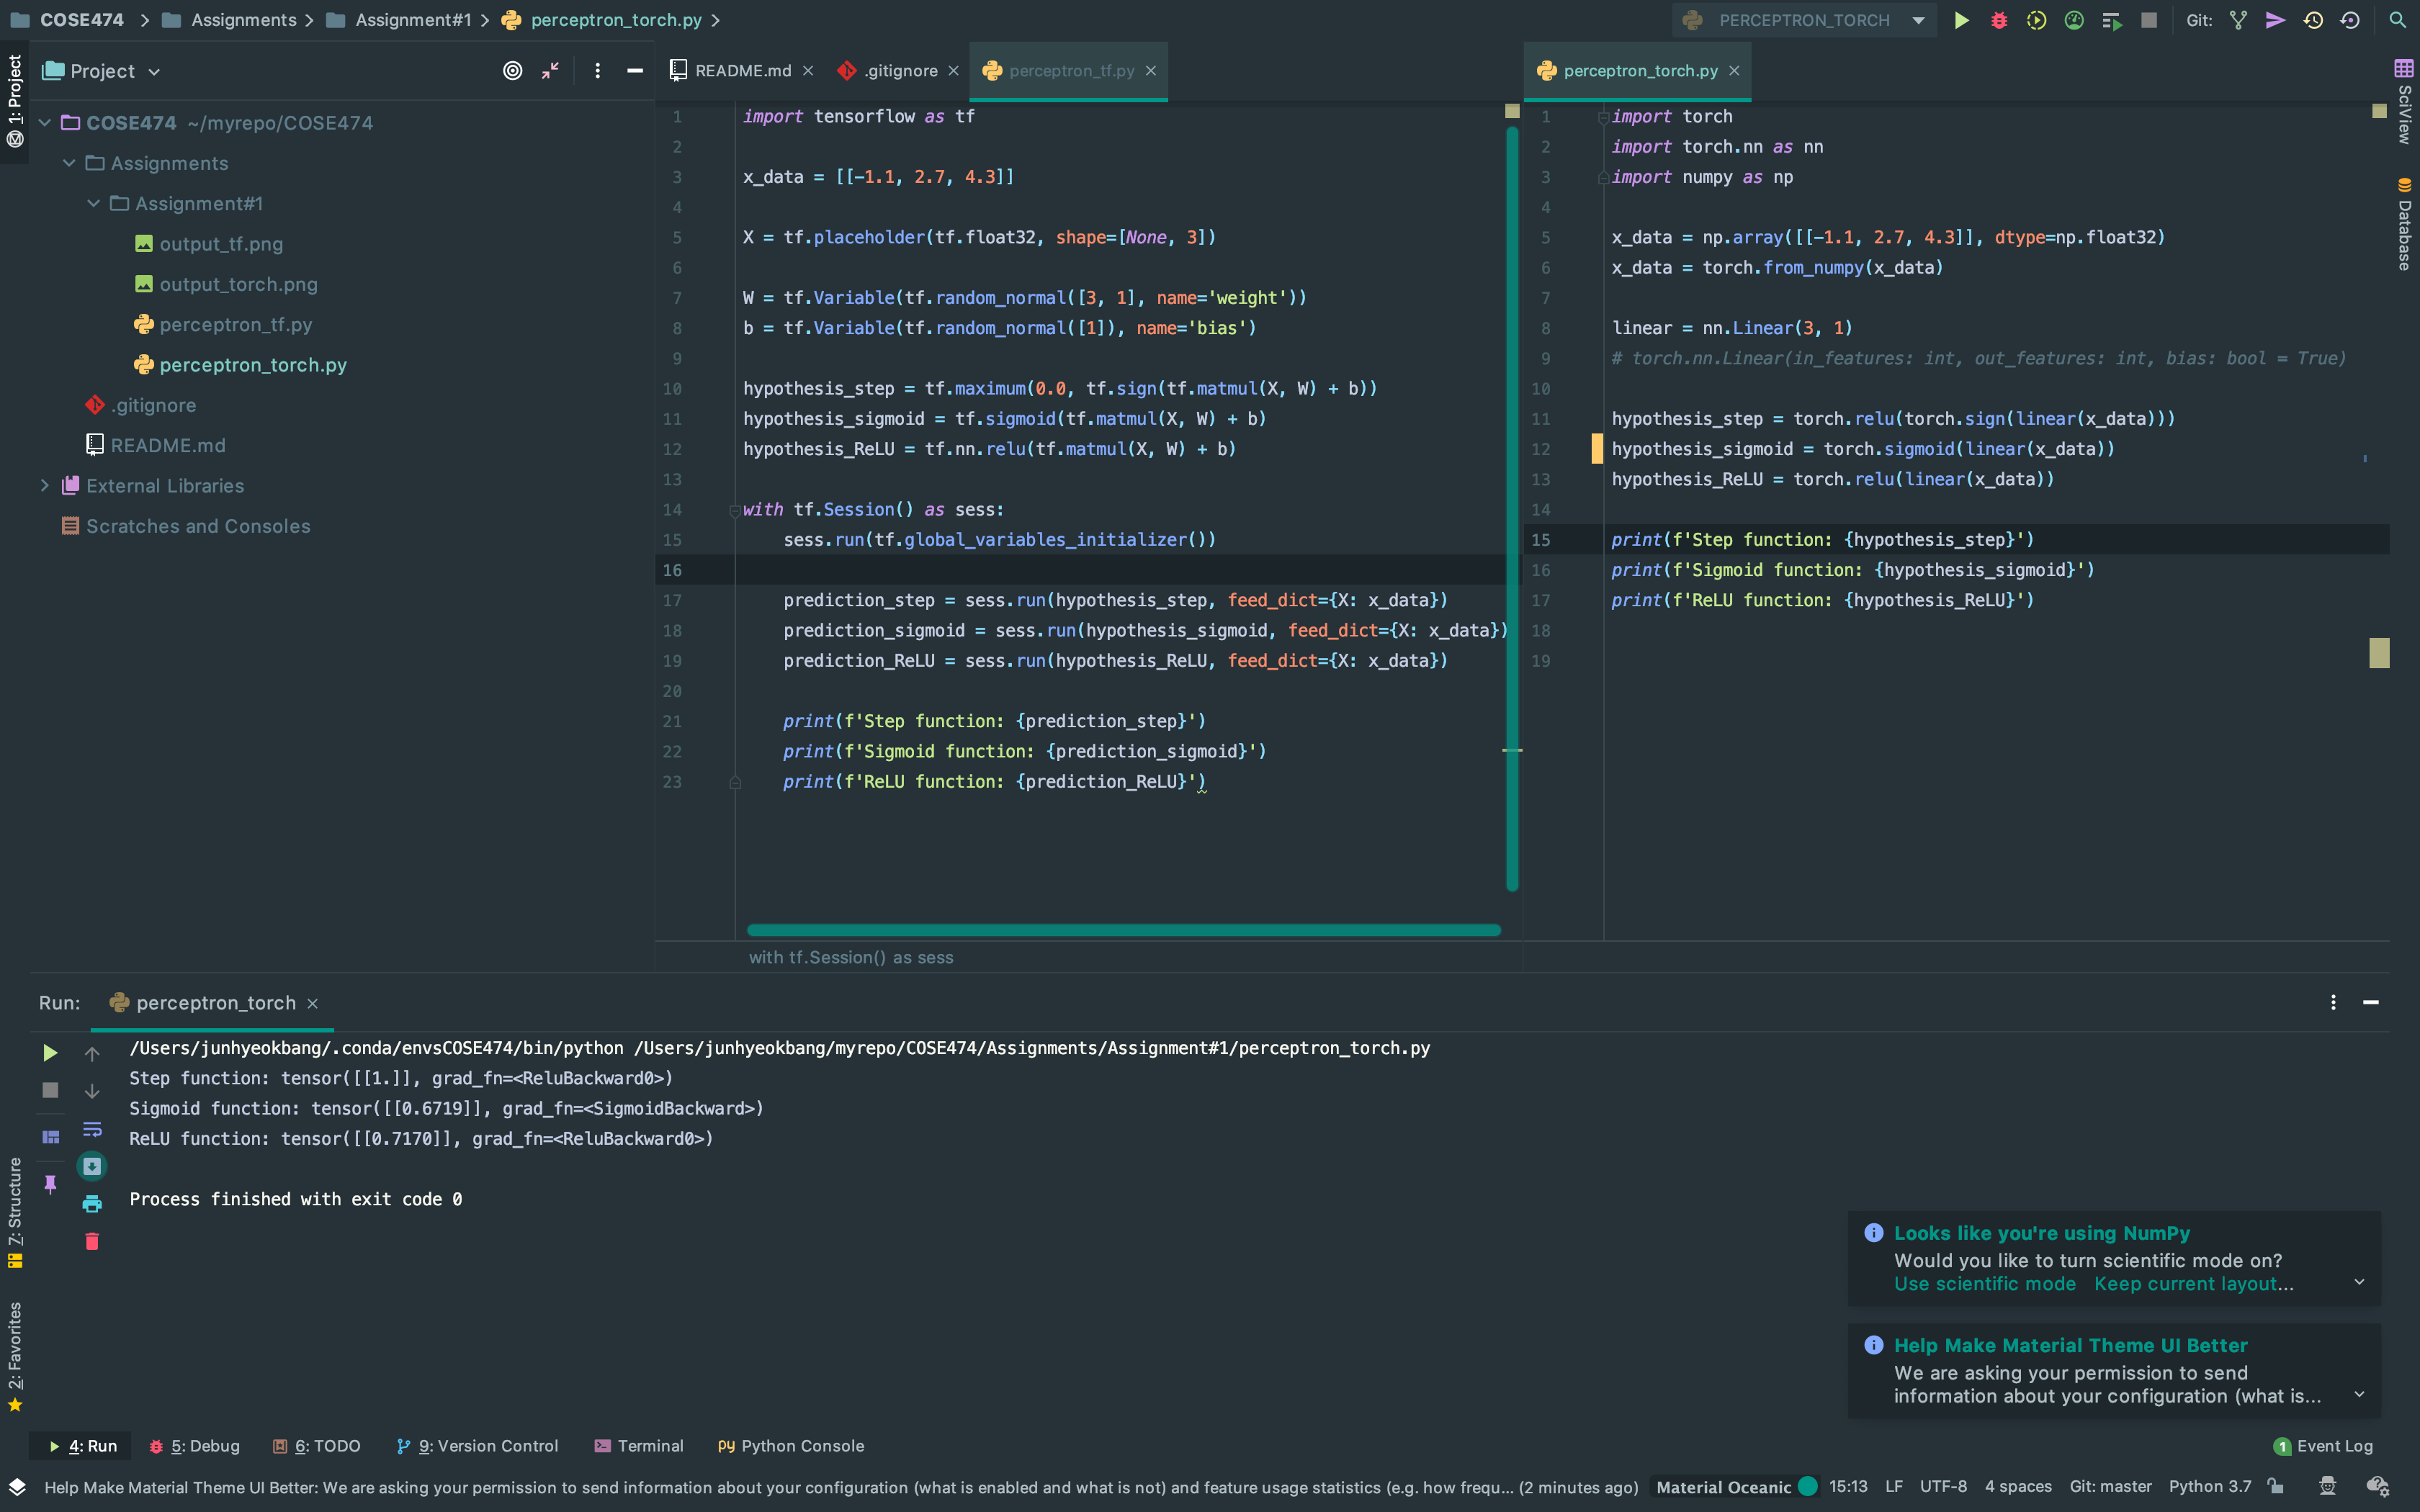 COSE474 Assignments Assignment#1 perceptron_torch.py
PERCEPTRON_TORCH Git:
1: Project
Project
COSE474 ~/myrepo/COSE474
Assignments
Assignment#1
output_tf.png
output_torch.png
perceptron_tf.py
perceptron_torch.py
.gitignore
README.md
External Libraries
Scratches and Consoles
README.md .gitignore perceptron_tf.py
1 import tensorflow as tf
2
3 x_data = [[-1.1, 2.7, 4.3]]
4
5 X = tf.placeholder(tf.float32, shape=[None, 3])
6
7 W = tf.Variable(tf.random_normal([3, 1], name='weight'))
8 b = tf.Variable(tf.random_normal([1]), name='bias')
9
10 hypothesis_step = tf.maximum(0.0, tf.sign(tf.matmul(X, W) + b))
11 hypothesis_sigmoid = tf.sigmoid(tf.matmul(X, W) + b)
12 hypothesis_ReLU = tf.nn.relu(tf.matmul(X, W) + b)
13
14 with tf.Session() as sess:
15 sess.run(tf.global_variables_initializer())
16
17 prediction_step = sess.run(hypothesis_step, feed_dict={X: x_data})
18 prediction_sigmoid = sess.run(hypothesis_sigmoid, feed_dict={X: x_data})
19 prediction_ReLU = sess.run(hypothesis_ReLU, feed_dict={X: x_data})
20
21 print(f'Step function: {prediction_step}')
22 print(f'Sigmoid function: {prediction_sigmoid}')
23 print(f'ReLU function: {prediction_ReLU}')
with tf.Session() as sess
perceptron_torch.py
1 import torch
2 import torch.nn as nn
3 import numpy as np
4
5 x_data = np.array([[-1.1, 2.7, 4.3]], dtype=np.float32)
6 x_data = torch.from_numpy(x_data)
7
8 linear = nn.Linear(3, 1)
9 # torch.nn.Linear(in_features: int, out_features: int, bias: bool = True)
10
11 hypothesis_step = torch.relu(torch.sign(linear(x_data)))
12 hypothesis_sigmoid = torch.sigmoid(linear(x_data))
13 hypothesis_ReLU = torch.relu(linear(x_data))
14
15 print(f'Step function: {hypothesis_step}')
16 print(f'Sigmoid function: {hypothesis_sigmoid}')
17 print(f'ReLU function: {hypothesis_ReLU}')
18
19
SciView
Database
Run: perceptron_torch
/Users/junhyeokbang/.conda/envsCOSE474/bin/python /Users/junhyeokbang/myrepo/COSE474/Assignments/Assignment#1/perceptron_torch.py
Step function: tensor([[1.]], grad_fn=<ReluBackward0>)
Sigmoid function: tensor([[0.6719]], grad_fn=<SigmoidBackward>)
ReLU function: tensor([[0.7170]], grad_fn=<ReluBackward0>)
Process finished with exit code 0
7: Structure
2: Favorites
Looks like you're using NumPy
Would you like to turn scientific mode on?
Use scientific mode Keep current layout...
Help Make Material Theme UI Better
We are asking your permission to send
information about your configuration (what is...
4: Run 5: Debug 6: TODO 9: Version Control Terminal Python Console 1 Event Log
Help Make Material Theme UI Better: We are asking your permission to send information about your configuration (what is enabled and what is not) and feature usage statistics (e.g. how frequ... (2 minutes ago) Material Oceanic 15:13 LF UTF-8 4 spaces Git: master Python 3.7